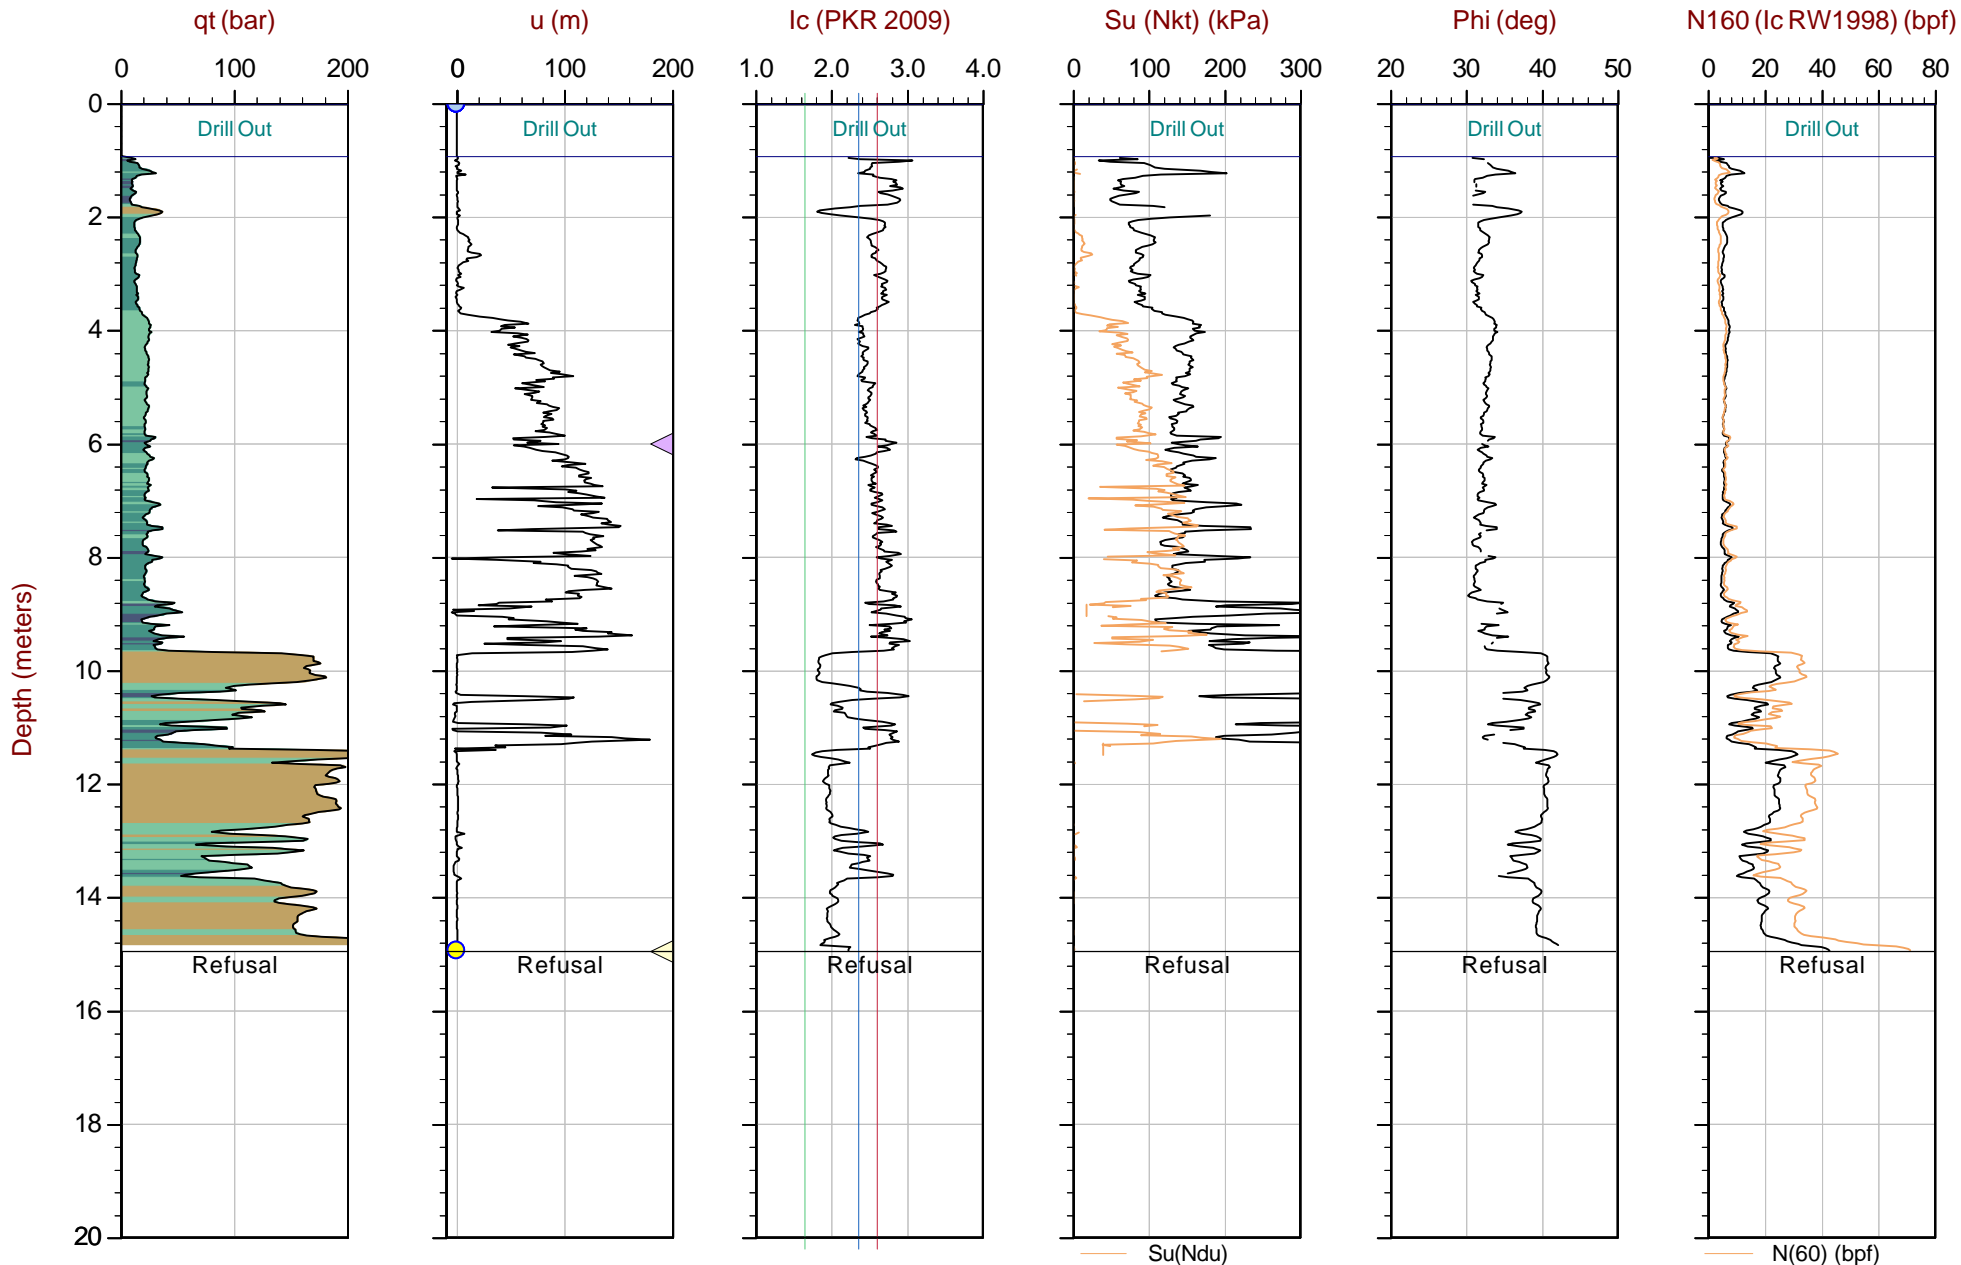 qt (bar) u (m) Ic (PKR 2009) Su (Nkt) (kPa) Phi (deg) N160 (Ic RW1998) (bpf)
0 100 200 0 100 200 1.0 2.0 3.0 4.0 0 100 200 300 20 30 40 50 0 20 40 60 80
0
Drill Out Drill Out Drill Out Drill Out Drill Out Drill Out
2
4
6
8
10
12
14
Refusal Refusal Refusal Refusal Refusal Refusal
16
18
20
Depth (meters)
Su(Ndu) N(60) (bpf)